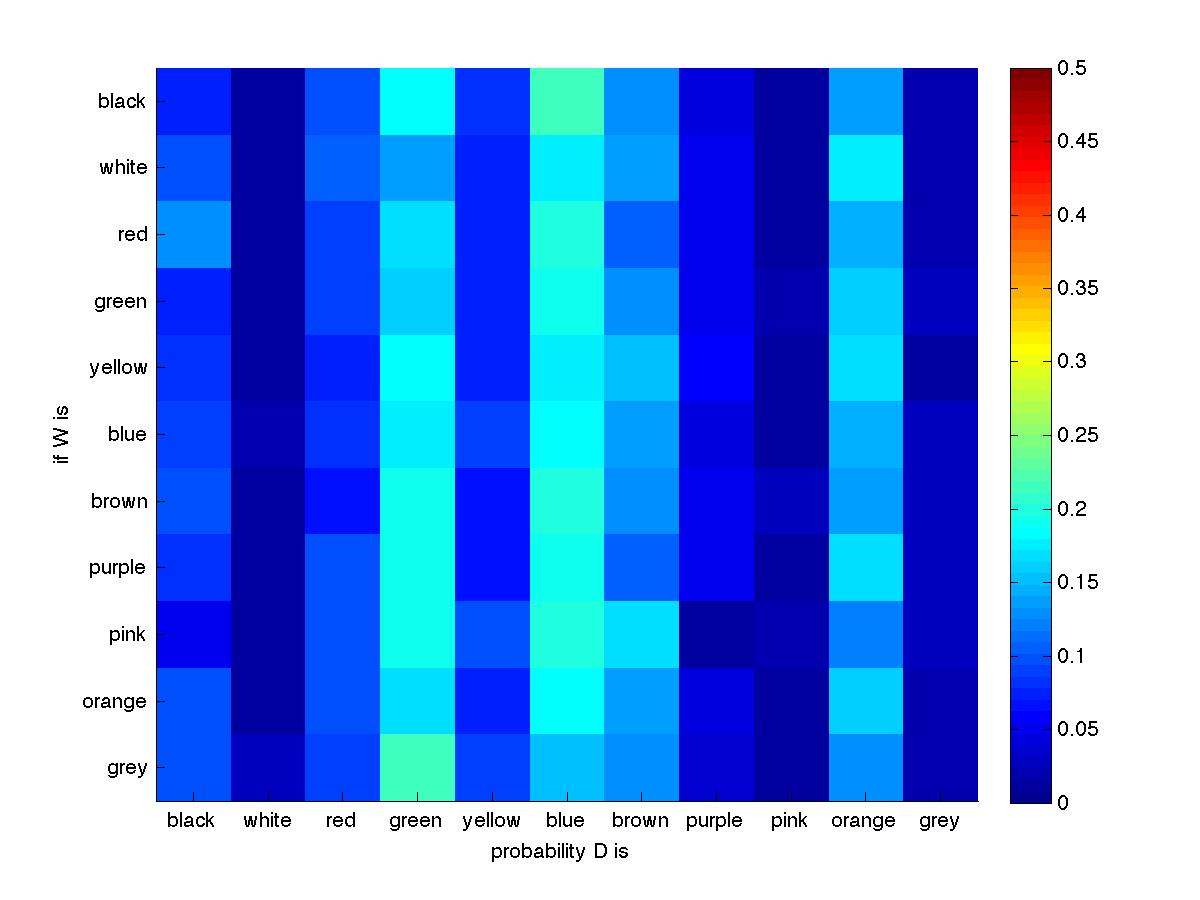 black
white
red
green
yellow
blue
brown
purple
pink
orange
grey
if W is
black white red green yellow blue brown purple pink orange grey
probability D is
0.5
0.45
0.4
0.35
0.3
0.25
0.2
0.15
0.1
0.05
0